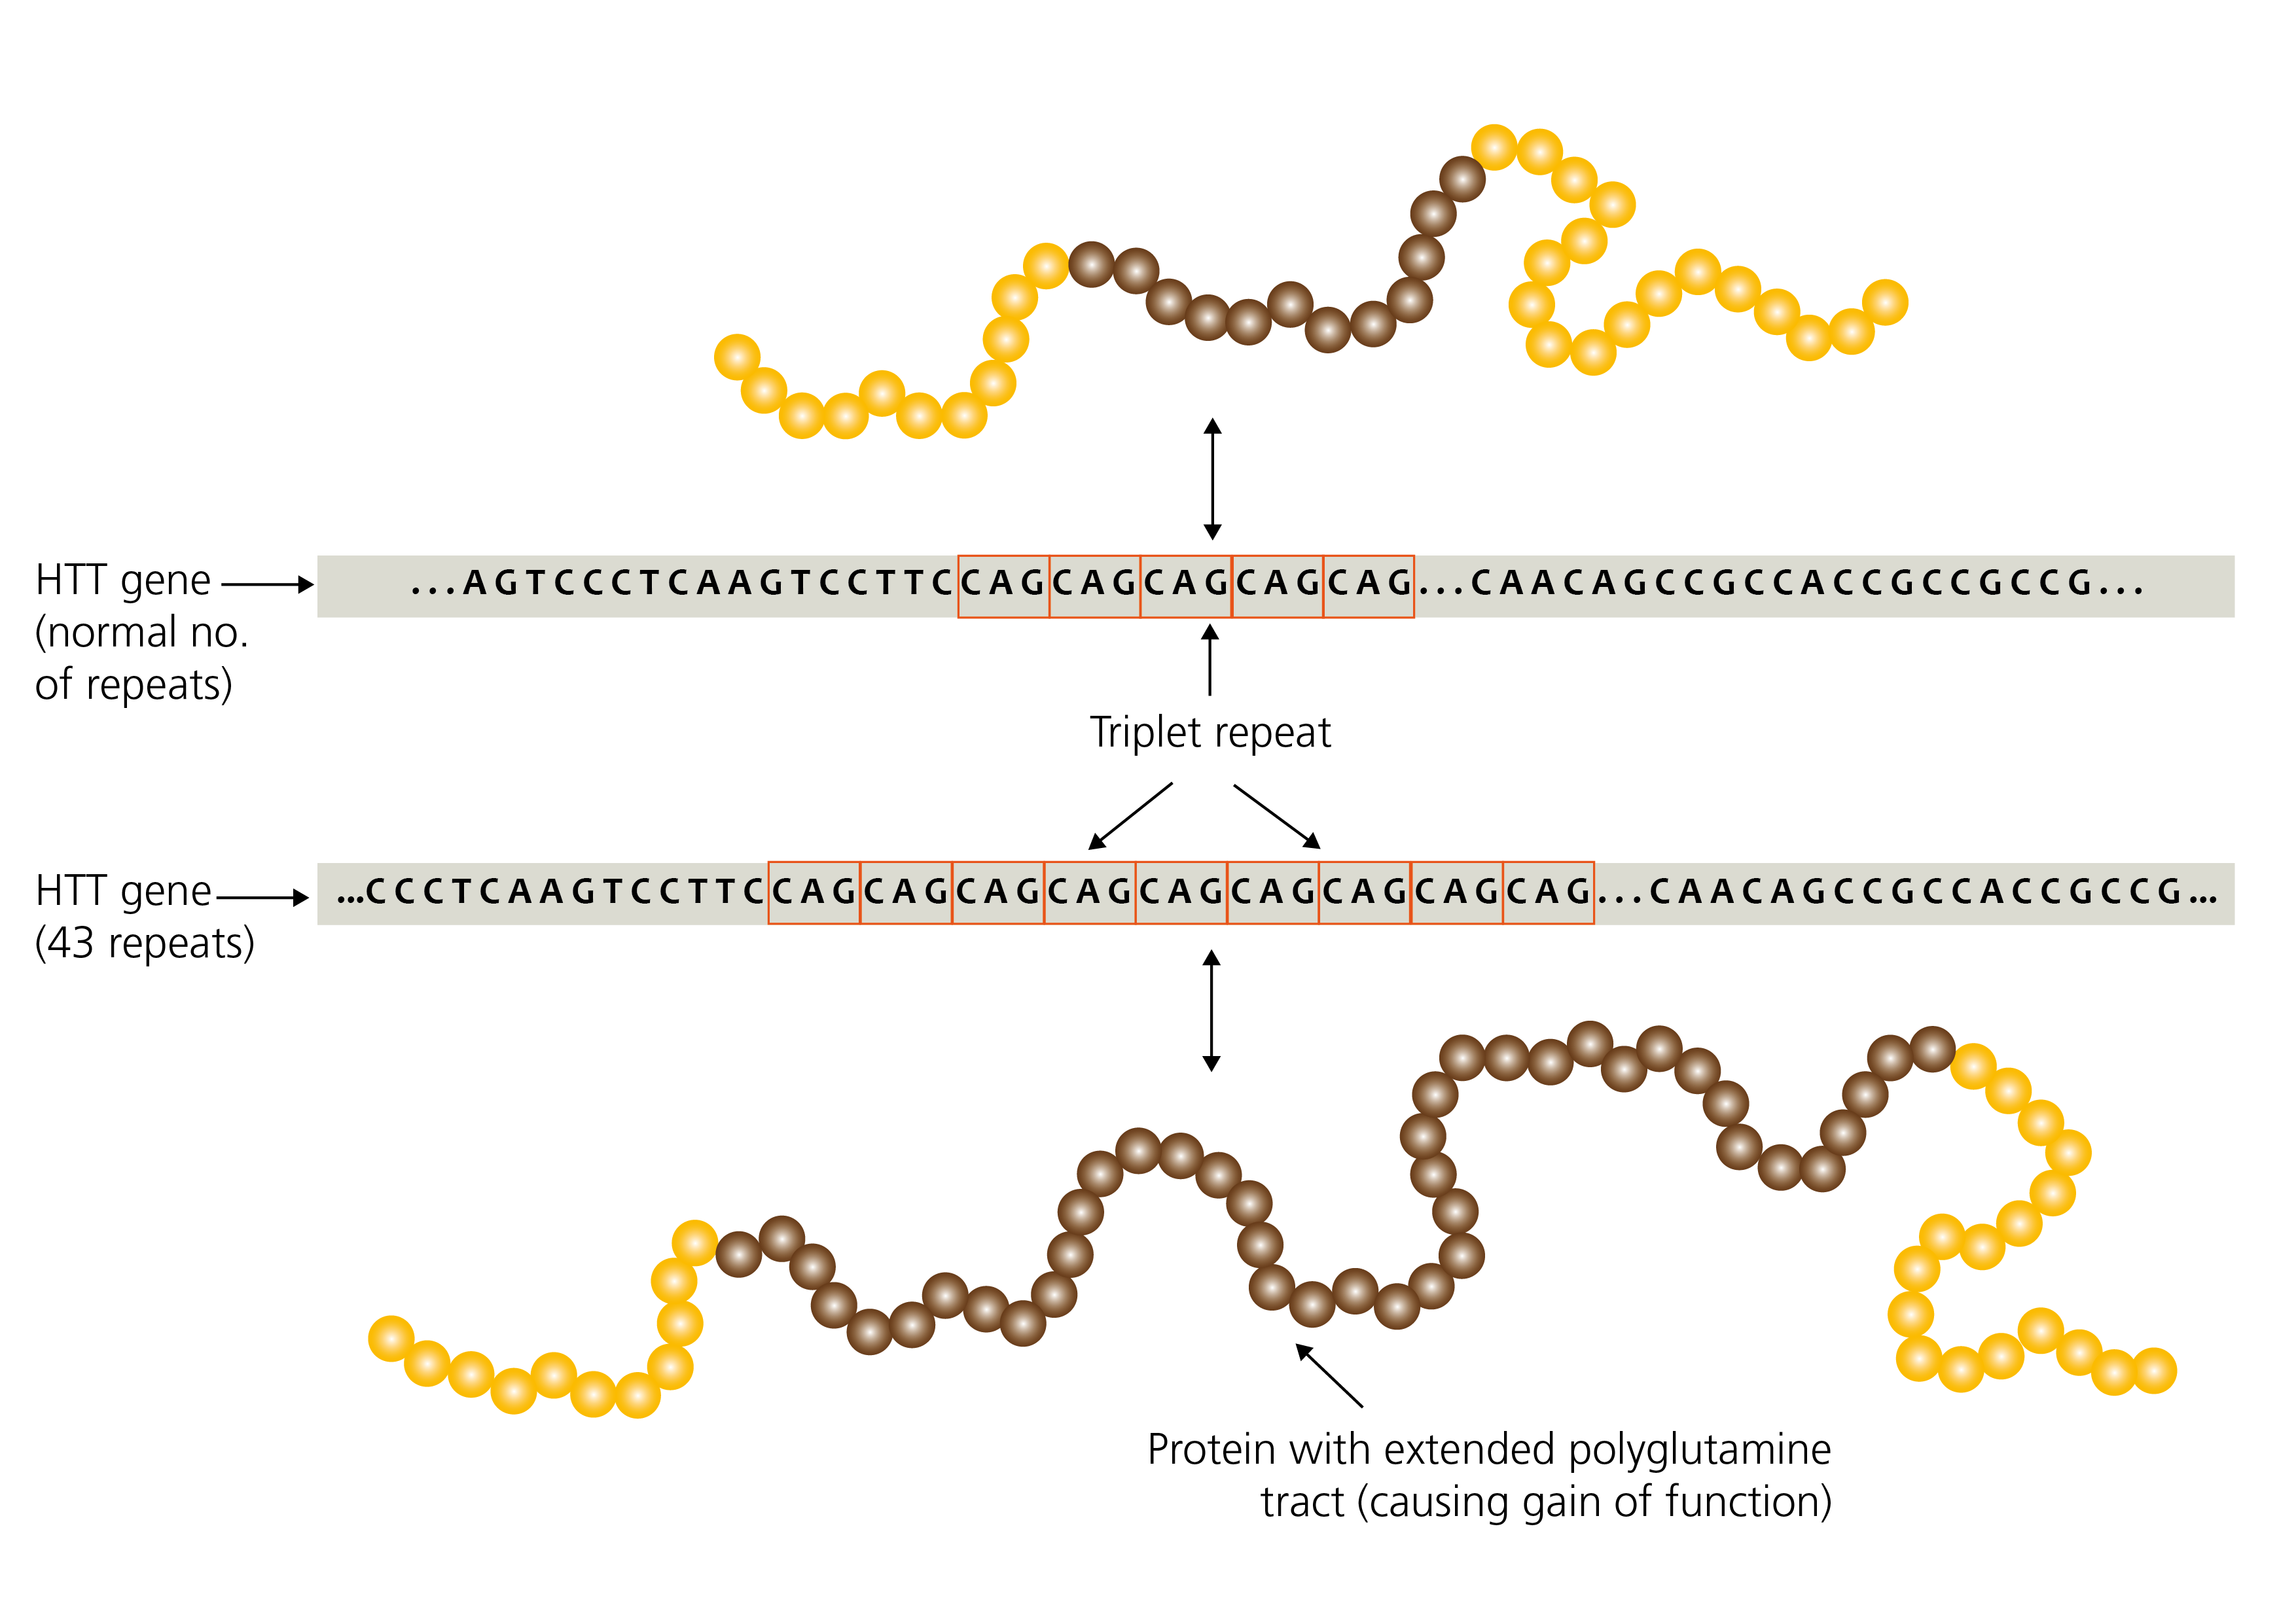 HTT gene
(normal no.
of repeats)
...AGTCCCTCAAGTCCTTCCAGCAGCAGCAGCAG...CAACAGCCGCCACCGCCGCCG...
Triplet repeat
HTT gene
(43 repeats)
...CCCTCAAGTCCTTCCAGCAGCAGCAGCAGCAGCAGCAGCAG...CAACAGCCGCCACCGCCG...
Protein with extended polyglutamine
tract (causing gain of function)